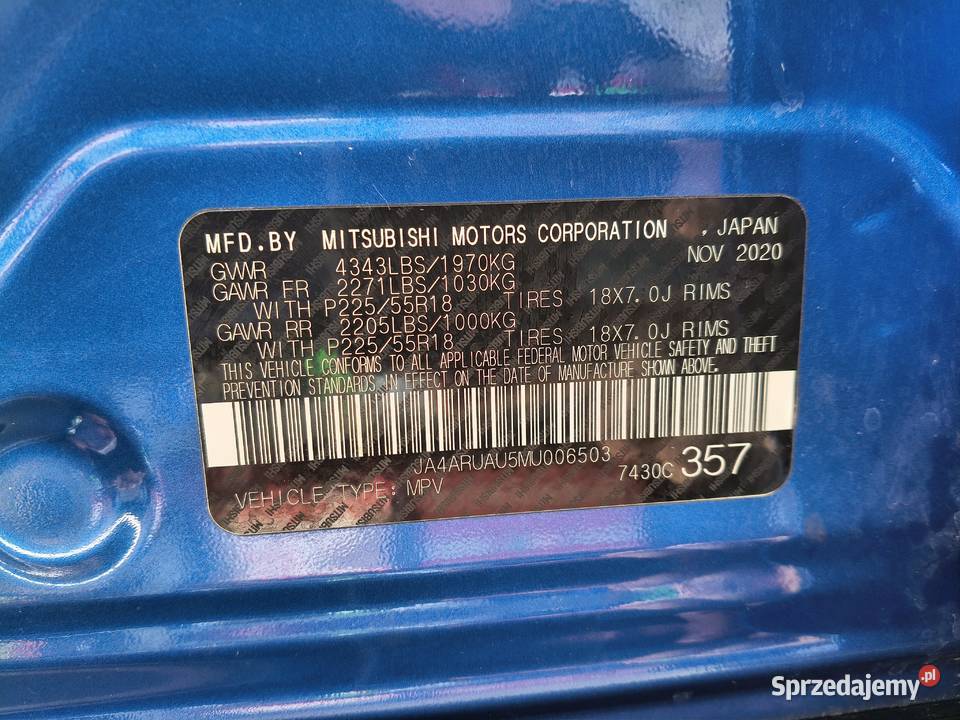 MFD.BY MITSUBISHI MOTORS CORPORATION , JAPAN
NOV 2020
GVWR 4343LBS/1970KG
GAWR FR 2271LBS/1030KG
WITH P225/55R18 TIRES 18X7.0J RIMS
GAWR RR 2205LBS/1000KG
WITH P225/55R18 TIRES 18X7.0J RIMS
THIS VEHICLE CONFORMS TO ALL APPLICABLE FEDERAL MOTOR VEHICLE SAFETY AND THEFT
PREVENTION STANDARDS IN EFFECT ON THE DATE OF MANUFACTURE SHOWN ABOVE.
JA4ARUAU5MU006503
7430C 357
VEHICLE TYPE: MPV
Sprzedajemy.pl